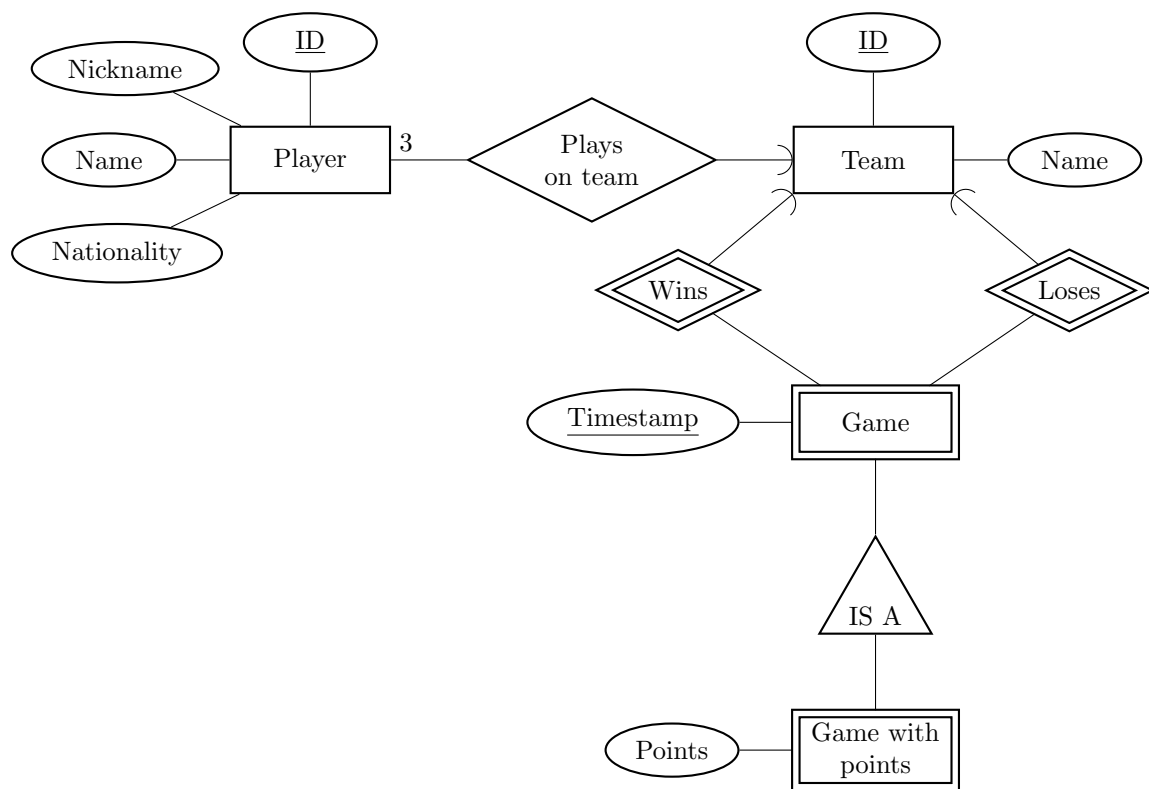 ID
ID
Nickname
3
Plays
on team
Name
Player
Team
Name
Nationality
Wins
Loses
Timestamp
Game
IS A
Game with
points
Points